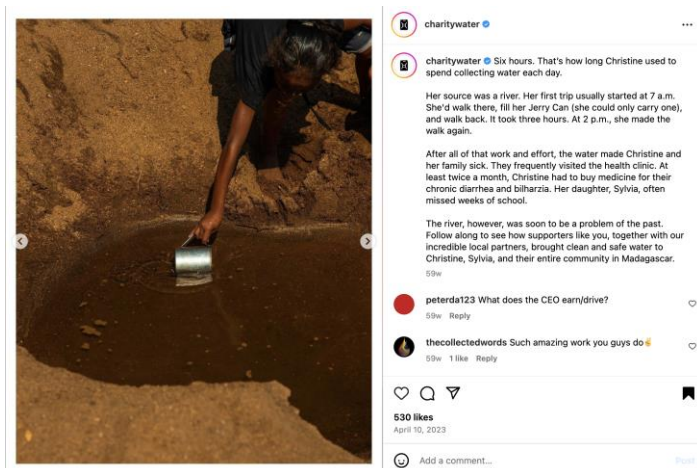 charitywater
charitywater Six hours. That's how long Christine used to
spend collecting water each day.
Her source was a river. Her first trip usually started at 7 a.m.
She'd walk there, fill her Jerry Can (she could only carry one),
and walk back. It took three hours. At 2 p.m., she made the
walk again.
After all of that work and effort, the water made Christine and
her family sick. They frequently visited the health clinic. At
least twice a month, Christine had to buy medicine for their
chronic diarrhea and bilharzia. Her daughter, Sylvia, often
missed weeks of school.
The river, however, was soon to be a problem of the past.
Follow along to see how supporters like you, together with our
incredible local partners, brought clean and safe water to
Christine, Sylvia, and their entire community in Madagascar.
59w
peterda123 What does the CEO earn/drive?
59w Reply
thecollectedwords Such amazing work you guys do✌
59w 1 like Reply
530 likes
April 10, 2023
Add a comment...
Post